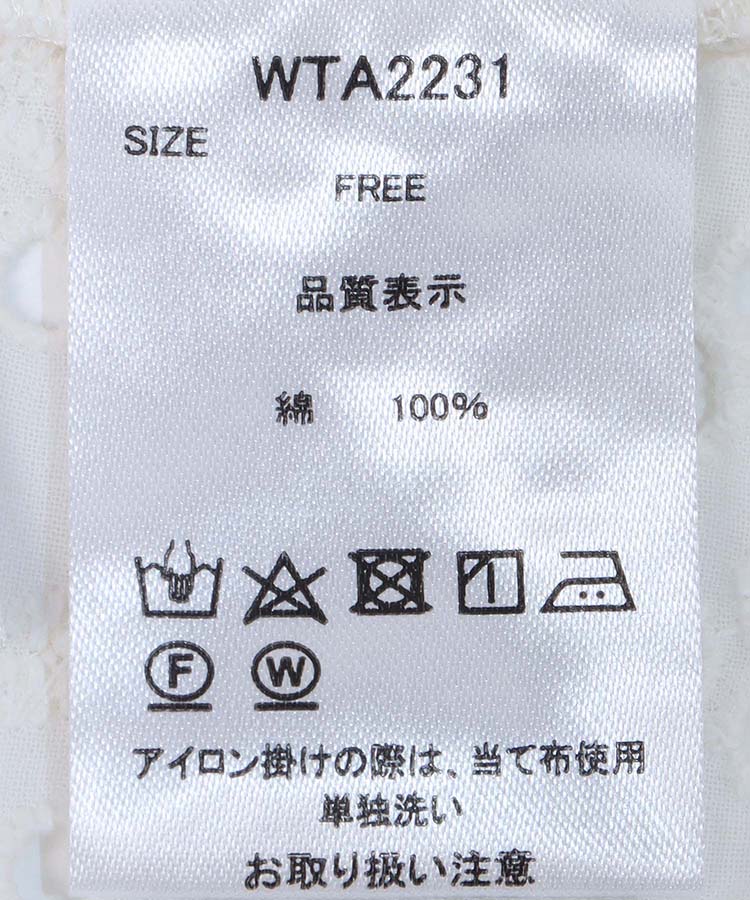 WTA2231
SIZE
FREE
品質表示
綿 100%
F W
アイロン掛けの際は、当て布使用
単独洗い
お取り扱い注意